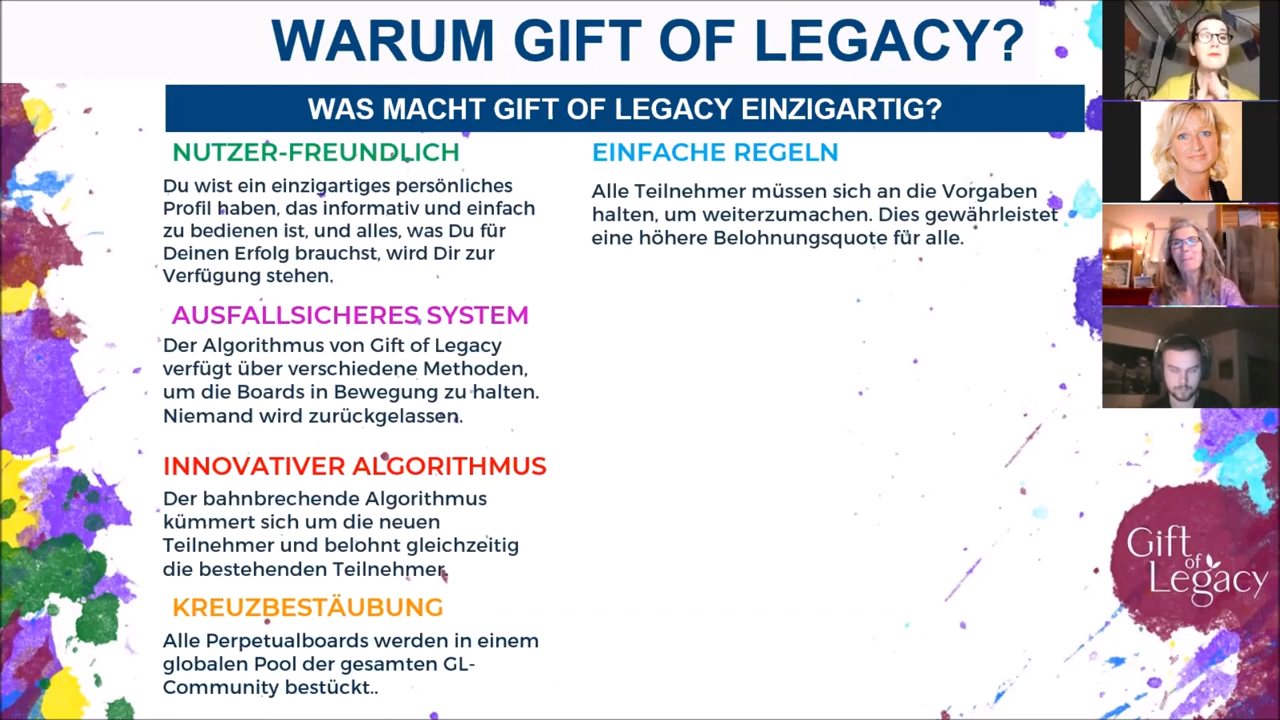 WARUM GIFT OF LEGACY?
WAS MACHT GIFT OF LEGACY EINZIGARTIG?
NUTZER-FREUNDLICH
Du wist ein einzigartiges persönliches
Profil haben, das informativ und einfach
zu bedienen ist, und alles, was Du für
Deinen Erfolg brauchst, wird Dir zur
Verfügung stehen.
AUSFALLSICHERES SYSTEM
Der Algorithmus von Gift of Legacy
verfügt über verschiedene Methoden,
um die Boards in Bewegung zu halten.
Niemand wird zurückgelassen.
INNOVATIVER ALGORITHMUS
Der bahnbrechende Algorithmus
kümmert sich um die neuen
Teilnehmer und belohnt gleichzeitig
die bestehenden Teilnehmer.
KREUZBESTÄUBUNG
Alle Perpetualboards werden in einem
globalen Pool der gesamten GL-
Community bestückt..
EINFACHE REGELN
Alle Teilnehmer müssen sich an die Vorgaben
halten, um weiterzumachen. Dies gewährleistet
eine höhere Belohnungsquote für alle.
Gift
of
Legacy